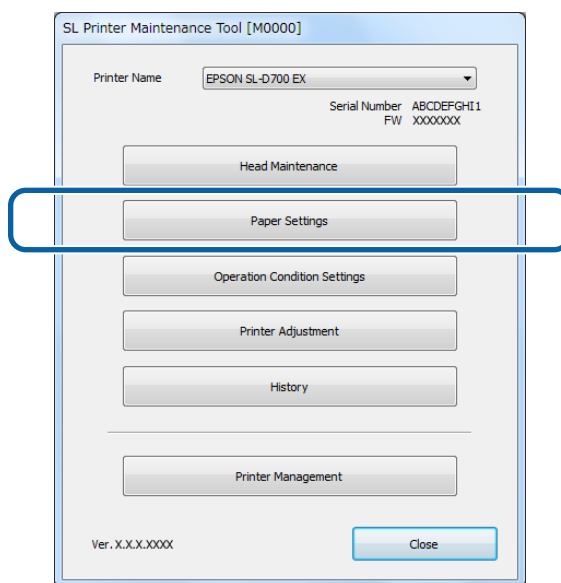 SL Printer Maintenance Tool [M0000]
Printer Name EPSON SL-D700 EX
Serial Number ABCDEFGHI1
FW XXXXXXX
Head Maintenance
Paper Settings
Operation Condition Settings
Printer Adjustment
History
Printer Management
Ver. X.X.X.XXXX Close